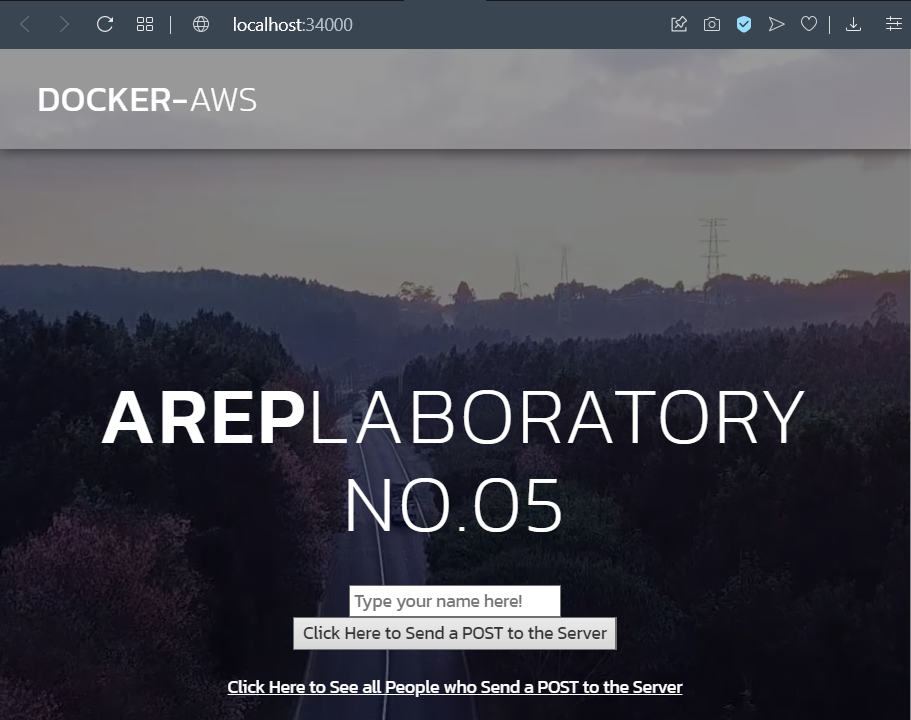 localhost:34000
DOCKER-AWS
AREPLABORATORY
NO.05
Type your name here!
Click Here to Send a POST to the Server
Click Here to See all People who Send a POST to the Server